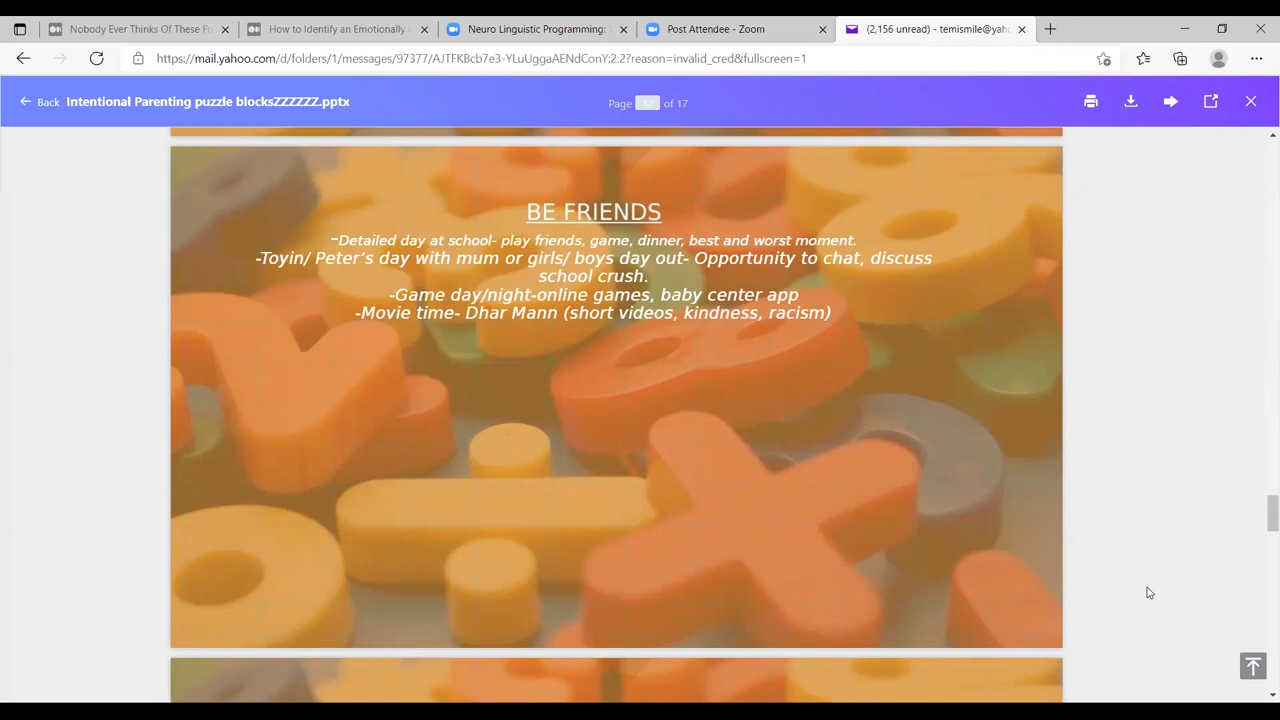 Nobody Ever Thinks Of These Fo
How to Identify an Emotionally I
Neuro Linguistic Programming:
Post Attendee - Zoom
(2,156 unread) - temismile@yaho
https://mail.yahoo.com/d/folders/1/messages/97377/AJTFKBcb7e3-YLuUggaAENdConY:2.2?reason=invalid_cred&fullscreen=1
Back Intentional Parenting puzzle blocksZZZZZZ.pptx
Page 17 of 17
BE FRIENDS
-Detailed day at school- play friends, game, dinner, best and worst moment.
-Toyin/ Peter's day with mum or girls/ boys day out- Opportunity to chat, discuss
school crush.
-Game day/night-online games, baby center app
-Movie time- Dhar Mann (short videos, kindness, racism)